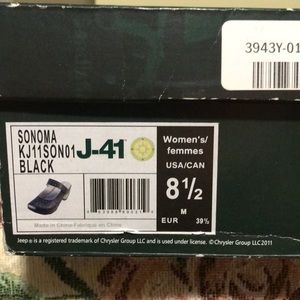 3943Y-01
SONOMA
KJ11SON01
BLACK
J-41
Women's/
femmes
USA/CAN
8½
M
EUR 39½
Made in China-Fabriqué en Chine
Jeep ® is a registered trademark of Chrysler Group LLC and is used under license. ©Chrysler Group LLC2011